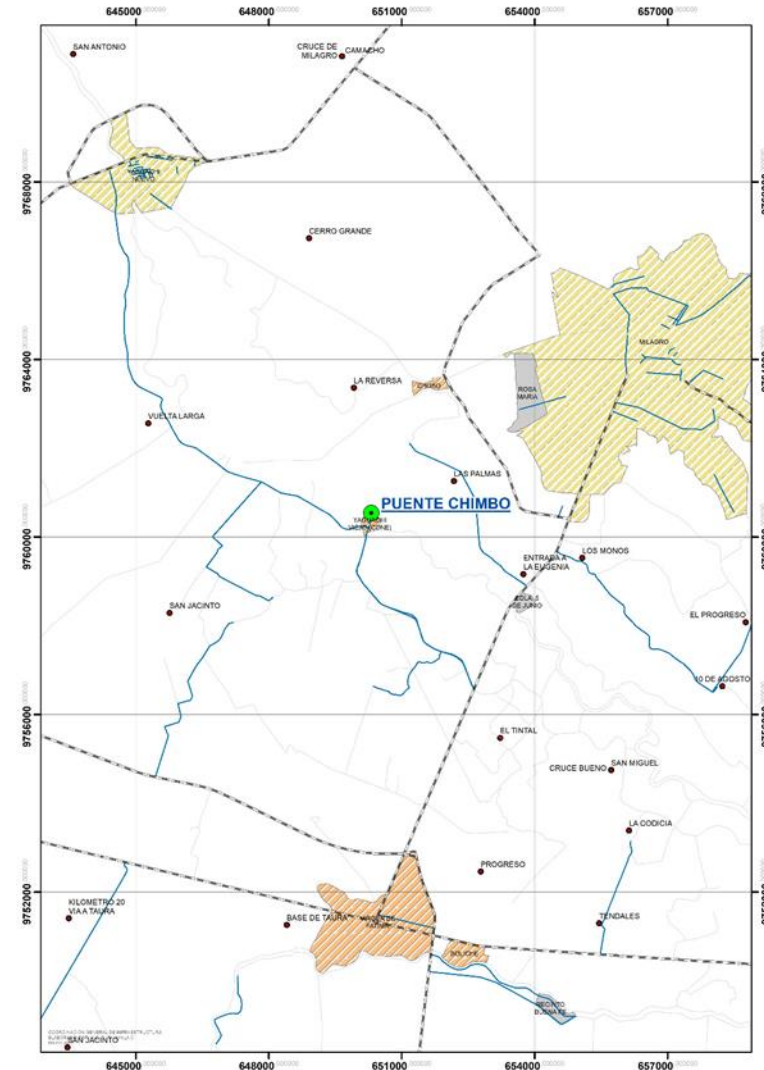 645000
648000
651000
654000
657000
SAN ANTONIO
CRUCE DE
MILAGRO
CAMACHO
9768000
CERRO GRANDE
MILAGRO
9764000
LA REVERSA
CHIMBO
ROSA
MARIA
VUELTA LARGA
LAS PALMAS
PUENTE CHIMBO
9760000
LOS MONOS
ENTRADA A
LA EUGENIA
SAN JACINTO
EL PROGRESO
10 DE AGOSTO
9756000
EL TINTAL
SAN MIGUEL
CRUCE BUENO
LA CODICIA
PROGRESO
9752000
KILOMETRO 20
VIA A TAURA
BASE DE TAURA
TENDALES
SAN JACINTO
645000
648000
651000
654000
657000